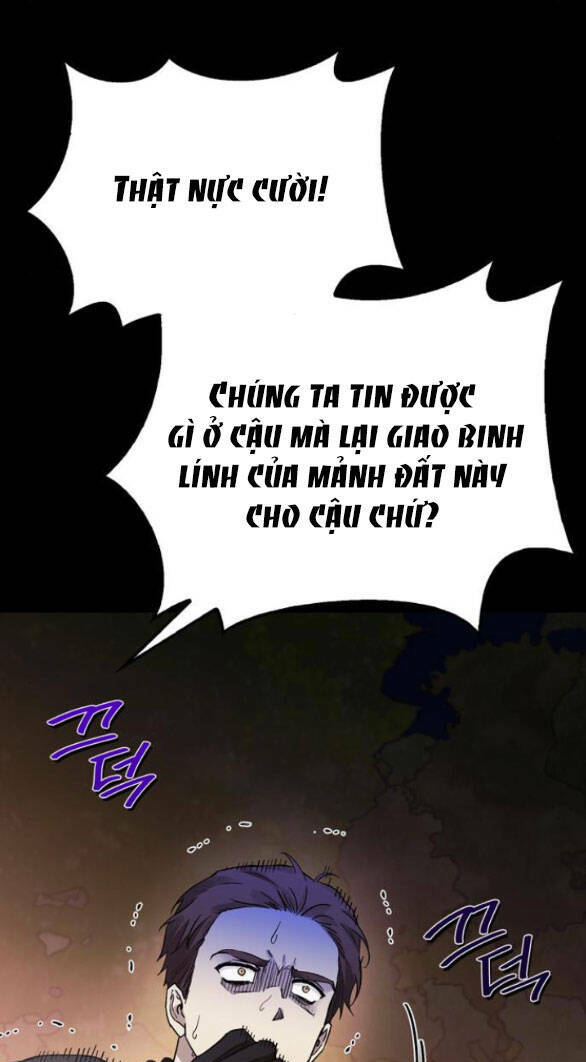 THẬT NỰC CƯỜI!
CHÚNG TA TIN ĐƯỢC
GÌ Ở CẬU MÀ LẠI GIAO BINH
LÍNH CỦA MẢNH ĐẤT NÀY
CHO CẬU CHỨ?
끄덕
끄덕